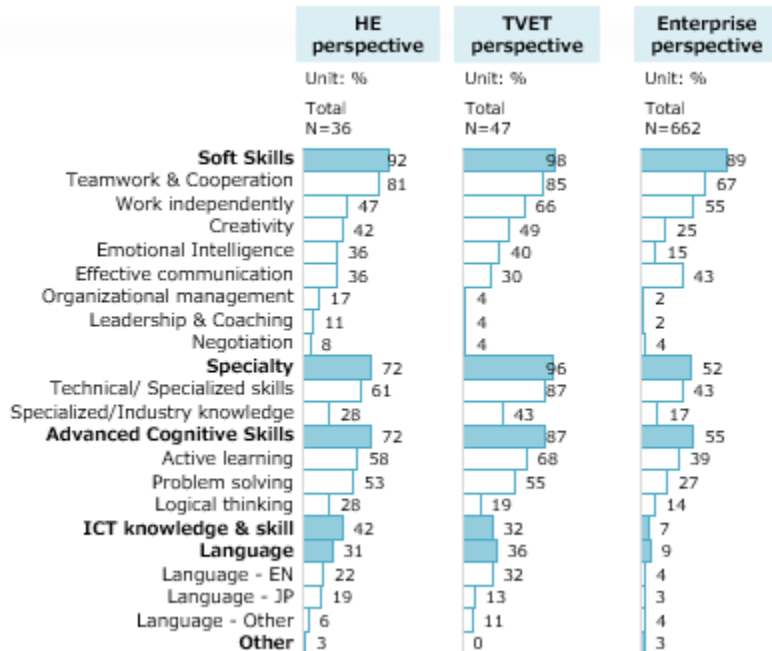 HE perspective TVET perspective Enterprise perspective
Unit: % Unit: % Unit: %
Total Total Total
N=36 N=47 N=662
Soft Skills 92 98 89
Teamwork & Cooperation 81 85 67
Work independently 47 66 55
Creativity 42 49 25
Emotional Intelligence 36 40 15
Effective communication 36 30 43
Organizational management 17 4 2
Leadership & Coaching 11 4 2
Negotiation 8 4 4
Specialty 72 96 52
Technical/ Specialized skills 61 87 43
Specialized/Industry knowledge 28 43 17
Advanced Cognitive Skills 72 87 55
Active learning 58 68 39
Problem solving 53 55 27
Logical thinking 28 19 14
ICT knowledge & skill 42 32 7
Language 31 36 9
Language - EN 22 32 4
Language - JP 19 13 3
Language - Other 6 11 4
Other 3 0 3